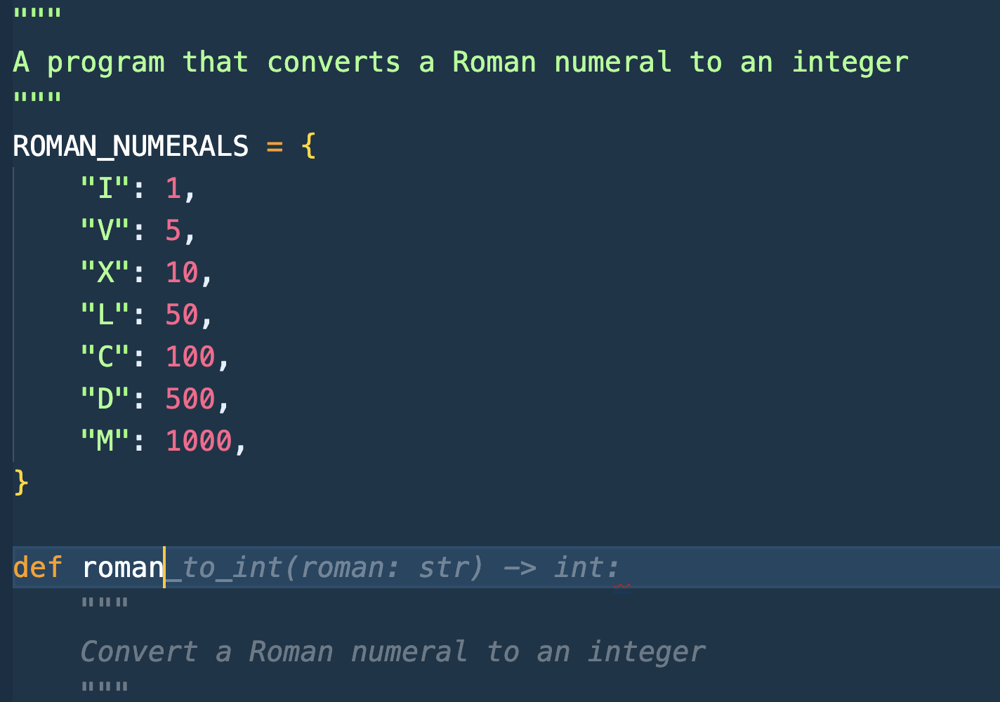 """
A program that converts a Roman numeral to an integer
"""
ROMAN_NUMERALS = {
    "I": 1,
    "V": 5,
    "X": 10,
    "L": 50,
    "C": 100,
    "D": 500,
    "M": 1000,
}
def roman_to_int(roman: str) -> int:
    """
    Convert a Roman numeral to an integer
    """